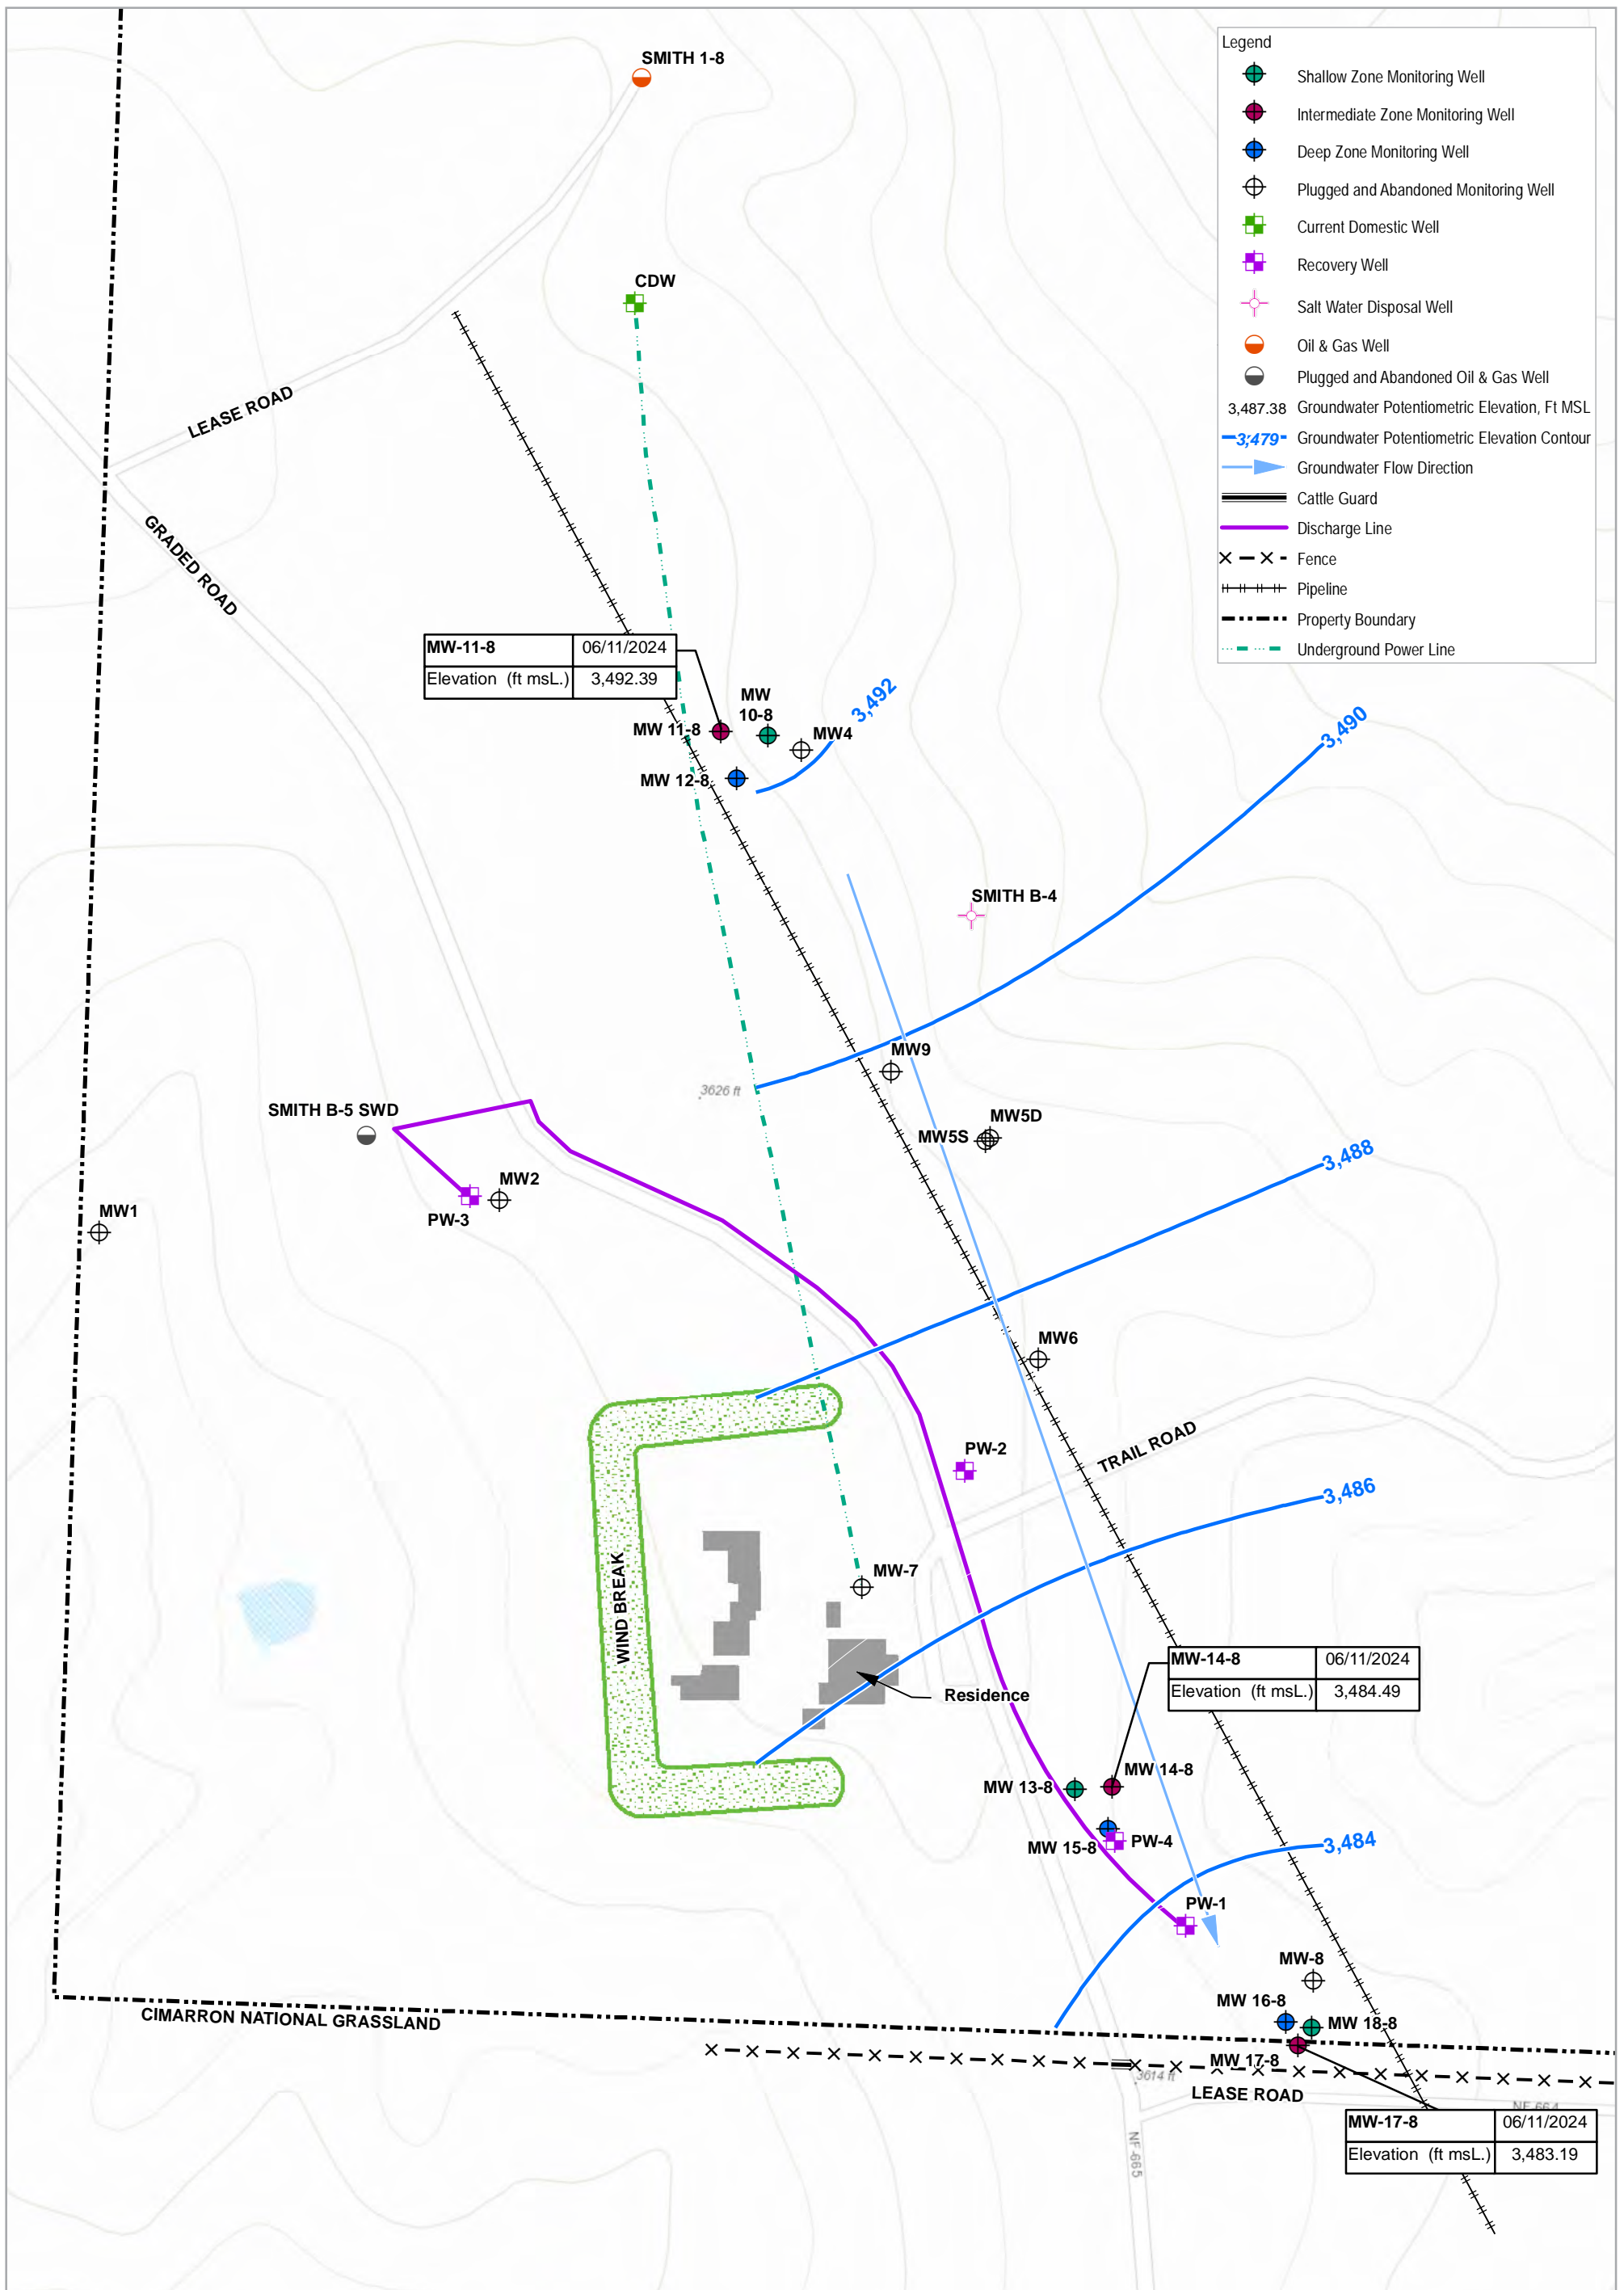 Legend
Shallow Zone Monitoring Well
Intermediate Zone Monitoring Well
Deep Zone Monitoring Well
Plugged and Abandoned Monitoring Well
Current Domestic Well
Recovery Well
Salt Water Disposal Well
Oil & Gas Well
Plugged and Abandoned Oil & Gas Well
3,487.38 Groundwater Potentiometric Elevation, Ft MSL
3,479 Groundwater Potentiometric Elevation Contour
Groundwater Flow Direction
Cattle Guard
Discharge Line
Fence
Pipeline
Property Boundary
Underground Power Line
SMITH 1-8
CDW
LEASE ROAD
GRADED ROAD
MW-11-8 06/11/2024
Elevation (ft msL.) 3,492.39
MW
10-8
MW 11-8
MW4
MW 12-8
3,492
3,490
SMITH B-4
MW9
3626 ft
SMITH B-5 SWD
MW5D
MW5S
3,488
MW2
PW-3
MW1
MW6
TRAIL ROAD
PW-2
3,486
WIND BREAK
MW-7
Residence
MW-14-8 06/11/2024
Elevation (ft msL.) 3,484.49
MW 14-8
MW 13-8
MW 15-8
PW-4
3,484
PW-1
MW-8
MW 16-8
MW 18-8
MW 17-8
CIMARRON NATIONAL GRASSLAND
3614 ft
LEASE ROAD
NF-664
NF-665
MW-17-8 06/11/2024
Elevation (ft msL.) 3,483.19